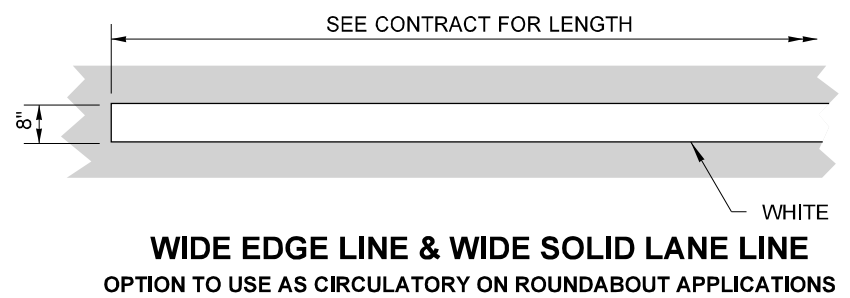 SEE CONTRACT FOR LENGTH
8"
WHITE
WIDE EDGE LINE & WIDE SOLID LANE LINE
OPTION TO USE AS CIRCULATORY ON ROUNDABOUT APPLICATIONS